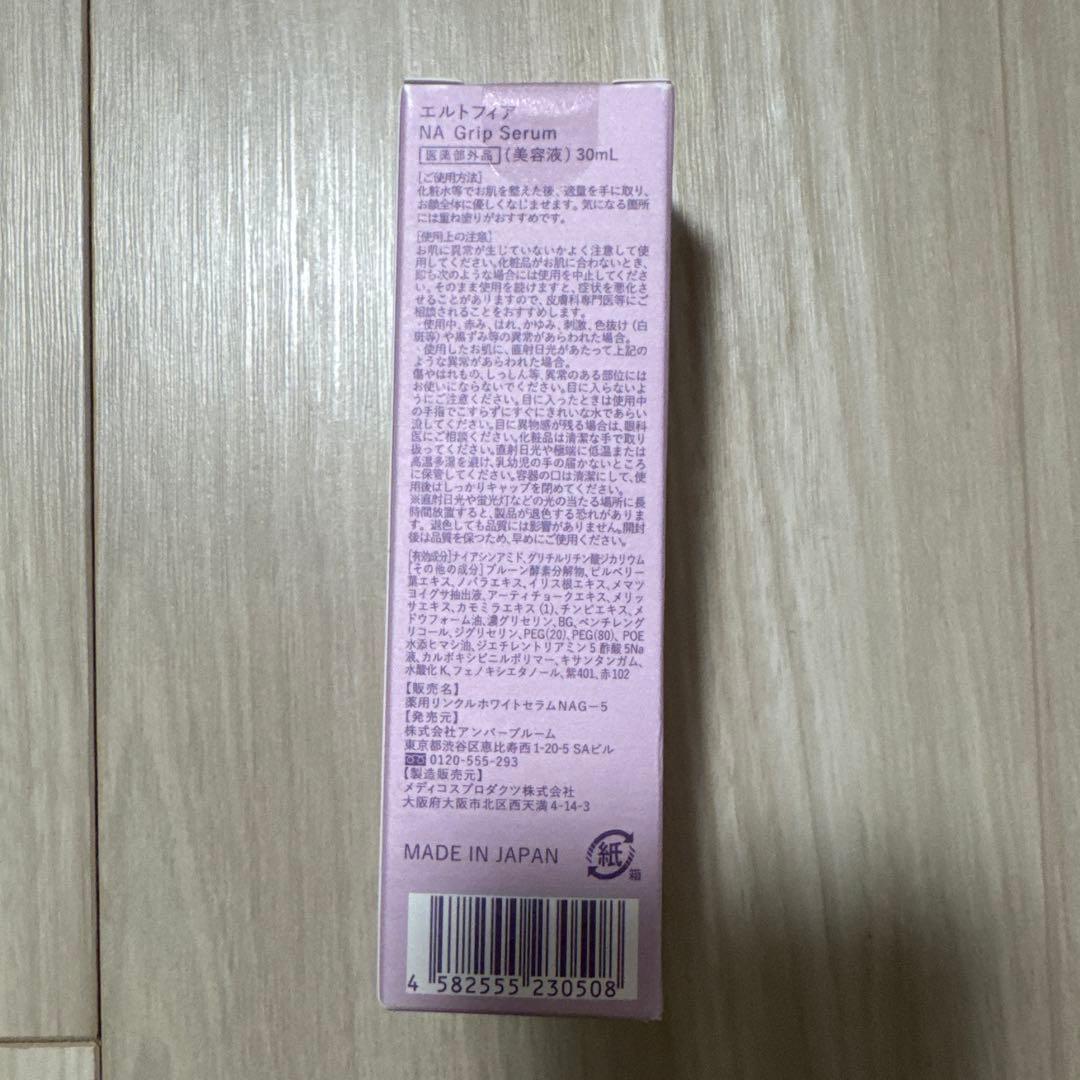 エルトフィア
NA Grip Serum
医薬部外品 (美容液) 30mL
[ご使用方法]
化粧水等でお肌を整えた後、適量を手に取り、
お顔全体に優しくなじませます。気になる箇所
には重ね塗りがおすすめです。
[使用上の注意]
お肌に異常が生じていないかよく注意して使
用してください。化粧品がお肌に合わないとき、
即ち次のような場合には使用を中止してくださ
い。そのまま使用を続けますと、症状を悪化さ
せることがありますので、皮膚科専門医等にご
相談されることをおすすめします。
・使用中、赤み、はれ、かゆみ、刺激、色抜け(白
斑等)や黒ずみ等の異常があらわれた場合。
・使用したお肌に、直射日光があたって上記の
ような異常があらわれた場合。
傷やはれもの、しっしん等、異常のある部位には
お使いにならないでください。目に入らないよ
うにご注意ください。目に入ったときは使用中
の手指でこすらずにすぐにきれいな水であらい
流してください。目に異物感が残る場合は、眼科
医にご相談ください。化粧品は清潔な手で取り
扱ってください。直射日光や極端に低温または
高温多湿を避け、乳幼児の手の届かないところ
に保管してください。容器の口は清潔にして、使
用後はしっかりキャップを閉めてください。
※直射日光や蛍光灯などの光の当たる場所に長
時間放置すると、製品が退色する恐れがありま
す。退色しても品質には影響がありません。開封
後は品質を保つため、早めにご使用ください。
[有効成分]ナイアシンアミド、グリチルリチン酸ジカリウム
[その他の成分]プルーン酵素分解物、ビルベリー
葉エキス、ノバラエキス、イリス根エキス、メマツ
ヨイグサ抽出液、アーティチョークエキス、メリッ
サエキス、カモミラエキス(1)、チンピエキス、メ
ドウフォーム油、濃グリセリン、BG、ペンチレング
リコール、ジグリセリン、PEG(20)、PEG(80)、POE
水添ヒマシ油、ジエチレントリアミン5酢酸5Na
液、カルボキシビニルポリマー、キサンタンガム、
水酸化K、フェノキシエタノール、紫401、赤102
【販売名】
薬用リンクルホワイトセラムNAG-5
【発売元】
株式会社アンバーブルーム
東京都渋谷区恵比寿西1-20-5 SAビル
0120-555-293
【製造販売元】
メディコスプロダクツ株式会社
大阪府大阪市北区西天満4-14-3
MADE IN JAPAN
紙
箱
4 582555 230508